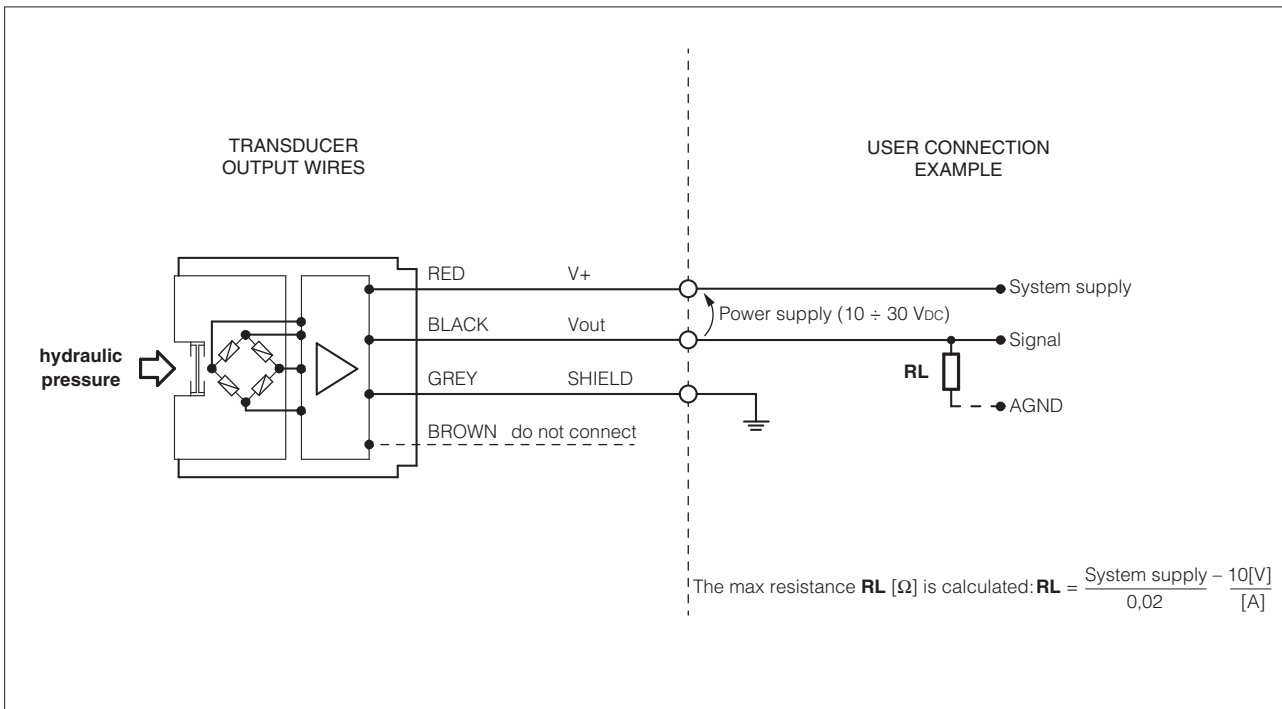 TRANSDUCER
OUTPUT WIRES
USER CONNECTION
EXAMPLE
hydraulic
pressure
RED V+
BLACK Vout
GREY SHIELD
BROWN do not connect
System supply
Power supply (10 ÷ 30 VDC)
Signal
RL
AGND
The max resistance RL [Ω] is calculated: RL = System supply – 10[V]
0,02 [A]